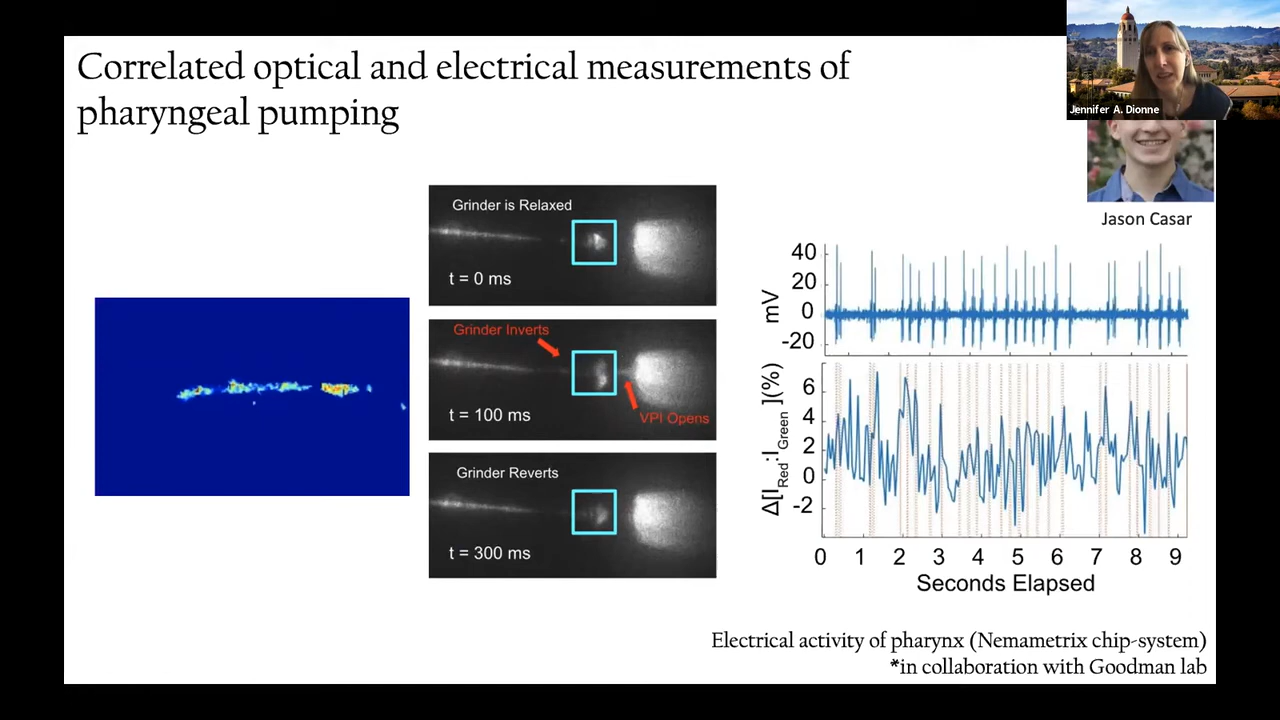 Correlated optical and electrical measurements of
pharyngeal pumping
Jennifer A. Dionne
Jason Casar
Grinder is Relaxed
t = 0 ms
Grinder Inverts
t = 100 ms
VPI Opens
Grinder Reverts
t = 300 ms
40
20
0
-20
mV
6
4
2
0
-2
Δ[I_Red:I_Green](%)
0 1 2 3 4 5 6 7 8 9
Seconds Elapsed
Electrical activity of pharynx (Nemametrix chip-system)
*in collaboration with Goodman lab